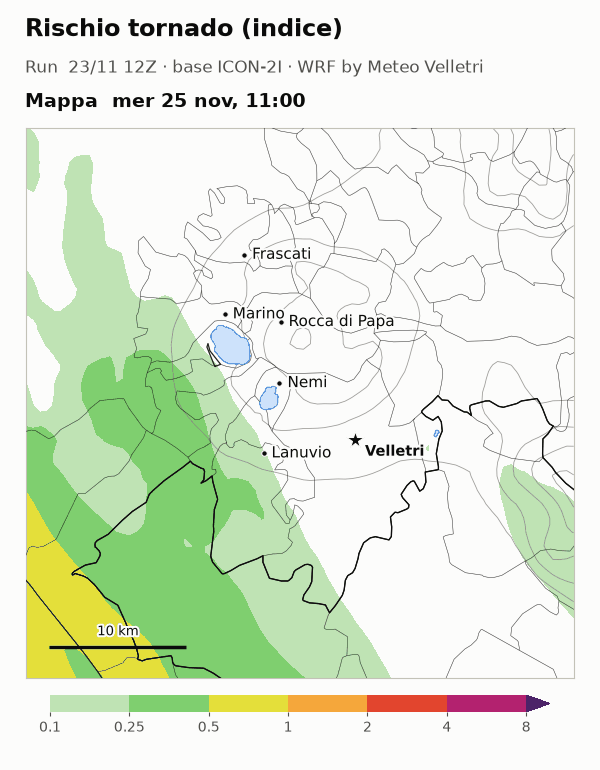 Rischio tornado (indice)
Run 23/11 12Z · base ICON-2I · WRF by Meteo Velletri
Mappa mer 25 nov, 11:00
Frascati
Marino
Rocca di Papa
Nemi
Velletri
Lanuvio
10 km
0.1 0.25 0.5 1 2 4 8